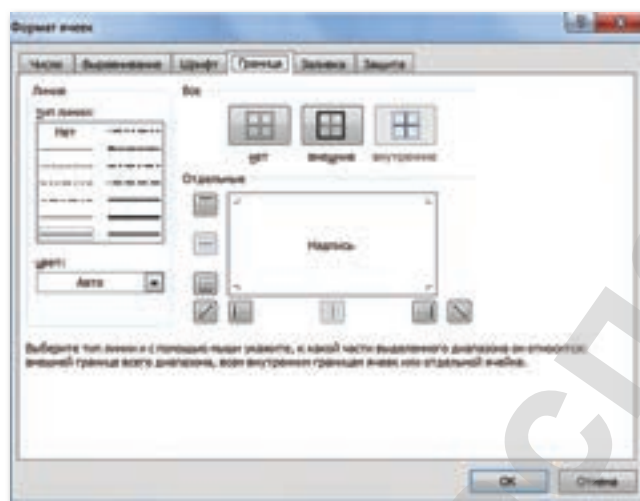 Формат ячеек
Число Выравнивание Шрифт Граница Заливка Защита
Линия
тип линии:
Нет
цвет:
Авто
Все
нет внешние внутренние
Отдельные
Надпись
Выберите тип линии и с помощью мыши укажите, к какой части выделенного диапазона он относится:
внешней границе всего диапазона, всем внутренним границам ячеек или отдельной ячейке.
ОК Отмена